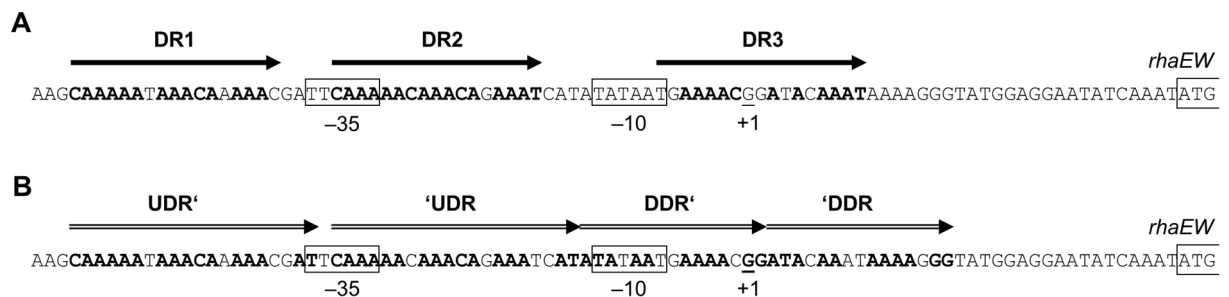 A
DR1 DR2 DR3
rhaEW
AAGCAAAAATAAACAAAAACGATTCAAAAACAAACAGAAATCATATATAATGAAAACGGATACAAATAAAAGGGTATGGAGGAATATCAAATATG
–35 –10 +1
B
UDR‘ ‘UDR DDR‘ ‘DDR
rhaEW
AAGCAAAAATAAACAAAAACGATTCAAAAACAAACAGAAATCATATATAATGAAAACGGATACAAATAAAAGGGTATGGAGGAATATCAAATATG
–35 –10 +1